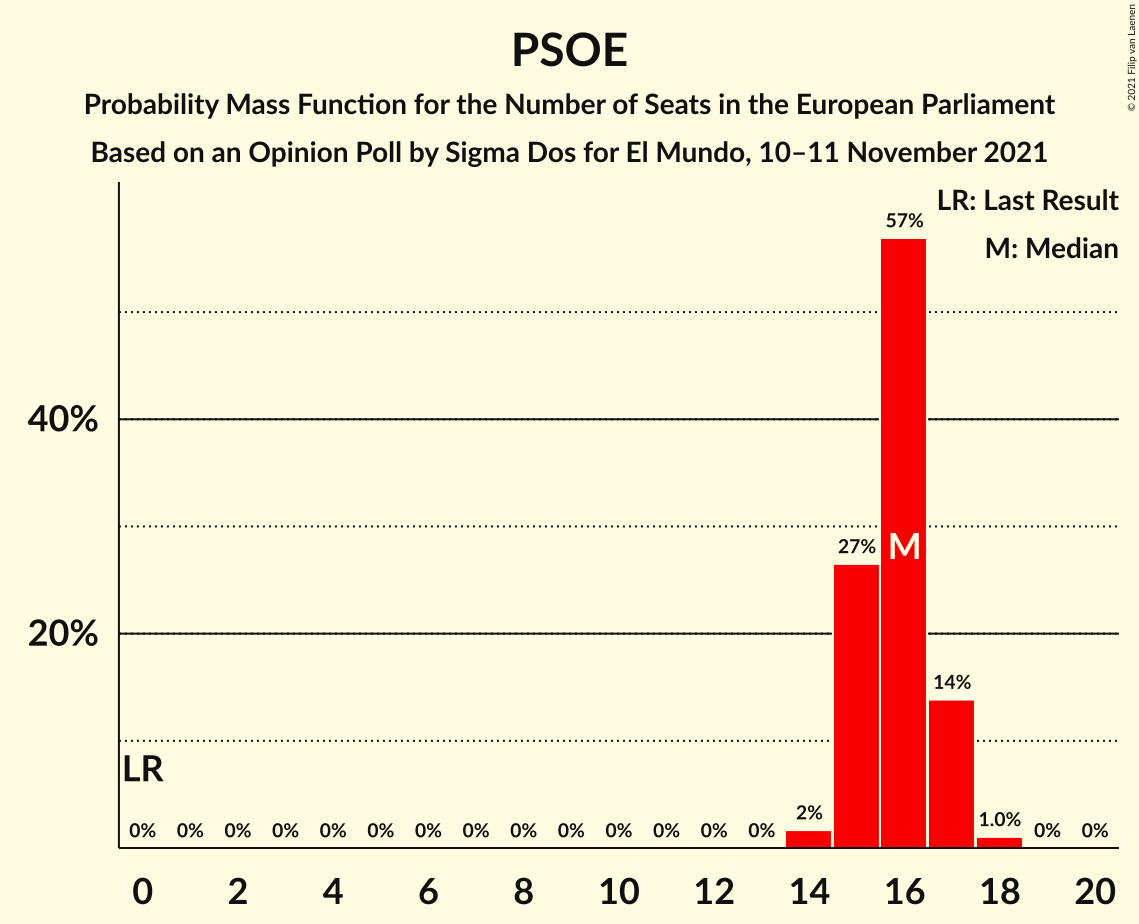 PSOE
Probability Mass Function for the Number of Seats in the European Parliament
Based on an Opinion Poll by Sigma Dos for El Mundo, 10–11 November 2021
© 2021 Filip van Laenen
LR: Last Result
M: Median
57%
40%
27%
M
20%
14%
LR
0% 0% 0% 0% 0% 0% 0% 0% 0% 0% 0% 0% 0% 0% 2% 1.0% 0% 0%
0 2 4 6 8 10 12 14 16 18 20